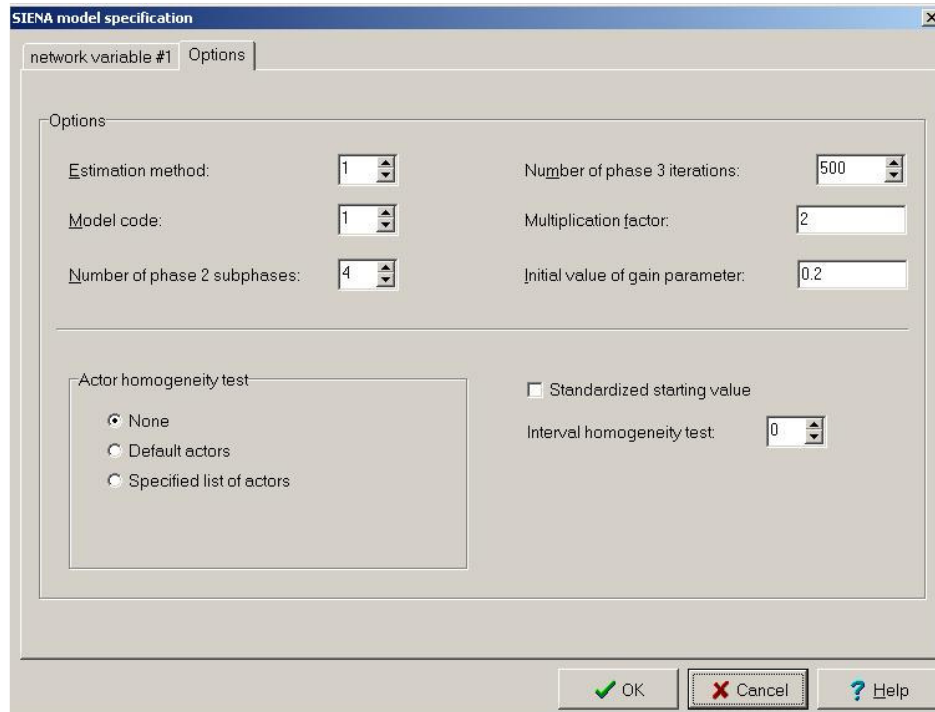 SIENA model specification
network variable #1 Options
Options
Estimation method: 1 Number of phase 3 iterations: 500
Model code: 1 Multiplication factor: 2
Number of phase 2 subphases: 4 Initial value of gain parameter: 0.2
Actor homogeneity test
Standardized starting value
None
Interval homogeneity test: 0
Default actors
Specified list of actors
OK Cancel Help